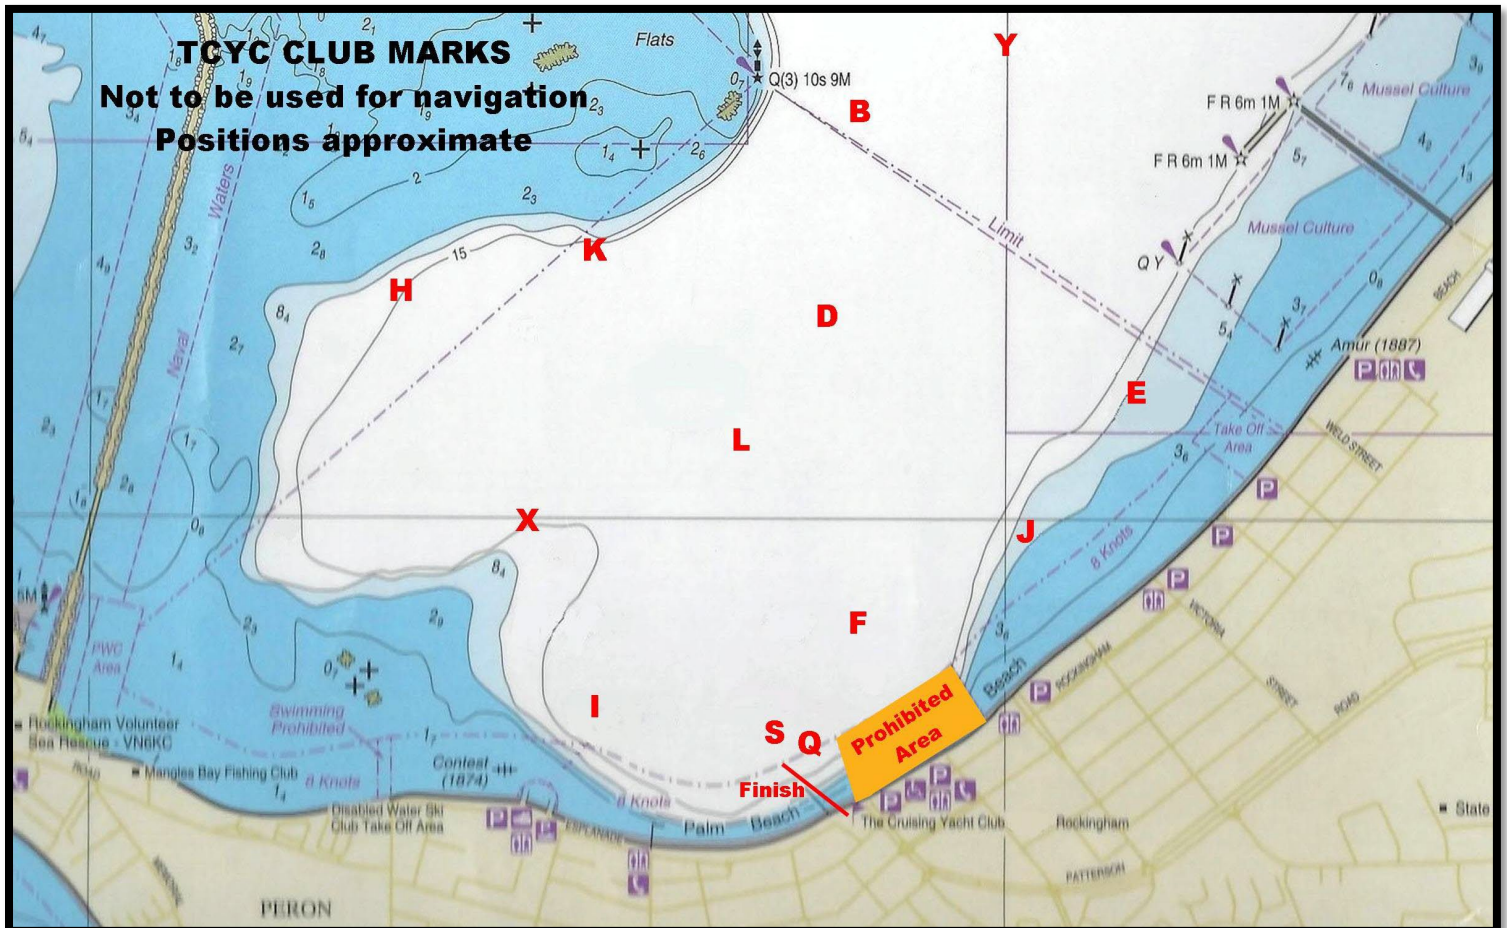 TCYC CLUB MARKS
Not to be used for navigation
Positions approximate
Flats
Q(3) 10s 9M
Y
B
F R 6m 1M
Mussel Culture
F R 6m 1M
Waters
Limit
Mussel Culture
K
Q Y
15
H
BEACH
D
Amur (1887)
P
Naval
E
L
Take Off
Area
WELD STREET
P
X
J
P
8 Knots
P
5M
VICTORIA
F
PWC
Area
ROCKINGHAM
Beach
P
STREET
ROAD
I
Swimming
Prohibited
Prohibited
Area
S
Q
Rockingham Volunteer
Sea Rescue - VN6KC
ROAD
Mangles Bay Fishing Club
8 Knots
Contest
(1874)
Finish
8 Knots
P
P
Disabled Water Ski
Club Take Off Area
P
ESPLANADE
Palm
Beach
The Cruising Yacht Club
Rockingham
State
PATTERSON
MEMORIAL
PERON